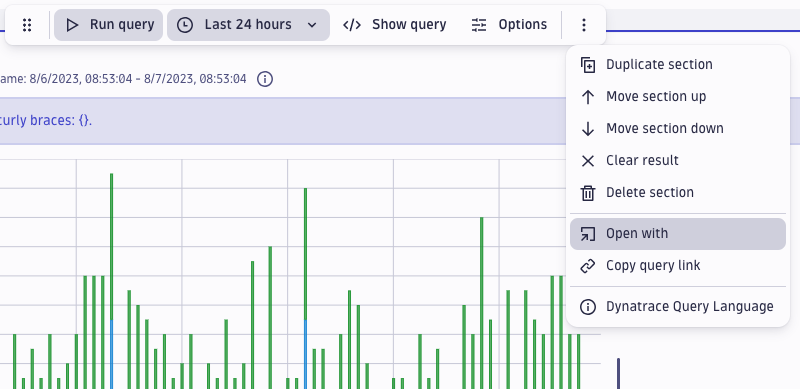 Run query
Last 24 hours
Show query
Options
ame: 8/6/2023, 08:53:04 - 8/7/2023, 08:53:04
curly braces: {}.
Duplicate section
Move section up
Move section down
Clear result
Delete section
Open with
Copy query link
Dynatrace Query Language